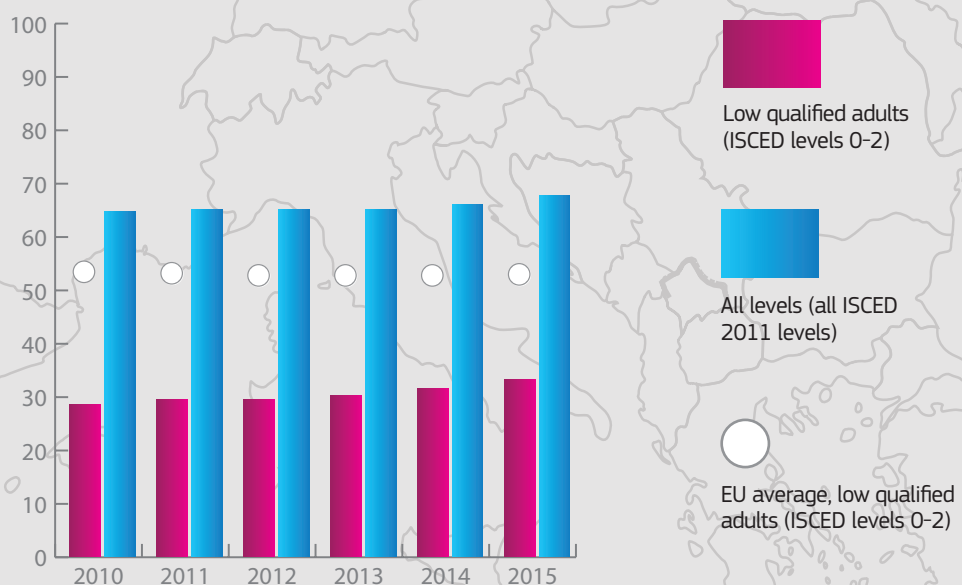 100
90
80
70
60
50
40
30
20
10
0
2010 2011 2012 2013 2014 2015
Low qualified adults
(ISCED levels 0-2)
All levels (all ISCED
2011 levels)
EU average, low qualified
adults (ISCED levels 0-2)